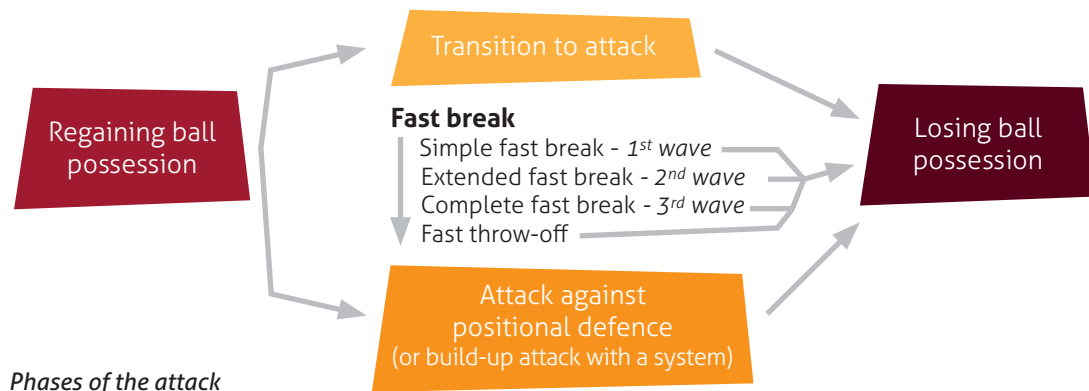 Transition to attack
Regaining ball
possession
Fast break
Simple fast break - 1st wave
Extended fast break - 2nd wave
Complete fast break - 3rd wave
Fast throw-off
Losing ball
possession
Attack against
positional defence
(or build-up attack with a system)
Phases of the attack